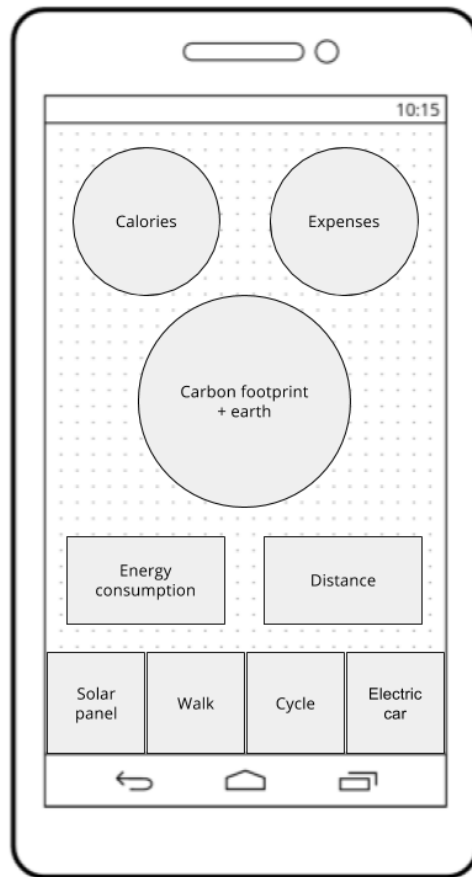 10:15
Calories
Expenses
Carbon footprint
+ earth
Energy
consumption
Distance
Solar
panel
Walk
Cycle
Electric
car